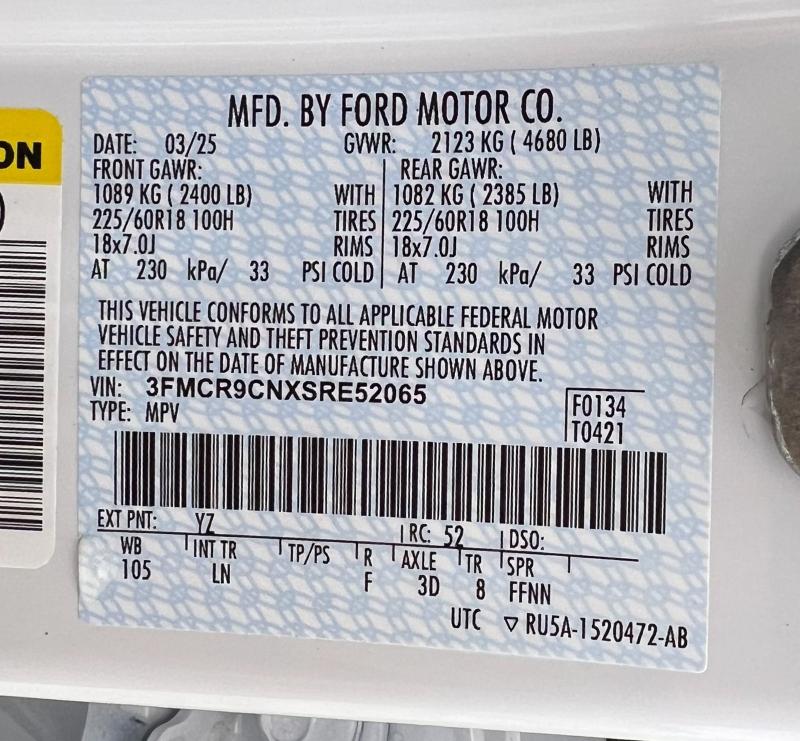 MFD. BY FORD MOTOR CO.
DATE: 03/25 GVWR: 2123 KG ( 4680 LB)
FRONT GAWR: REAR GAWR:
1089 KG ( 2400 LB) WITH 1082 KG ( 2385 LB) WITH
225/60R18 100H TIRES 225/60R18 100H TIRES
18x7.0J RIMS 18x7.0J RIMS
AT 230 kPa/ 33 PSI COLD AT 230 kPa/ 33 PSI COLD
THIS VEHICLE CONFORMS TO ALL APPLICABLE FEDERAL MOTOR
VEHICLE SAFETY AND THEFT PREVENTION STANDARDS IN
EFFECT ON THE DATE OF MANUFACTURE SHOWN ABOVE.
VIN: 3FMCR9CNXSRE52065
TYPE: MPV
F0134
T0421
EXT PNT: YZ RC: 52 DSO:
WB INT TR TP/PS R AXLE TR SPR
105 LN F 3D 8 FFNN
UTC ▽ RU5A-1520472-AB
ON